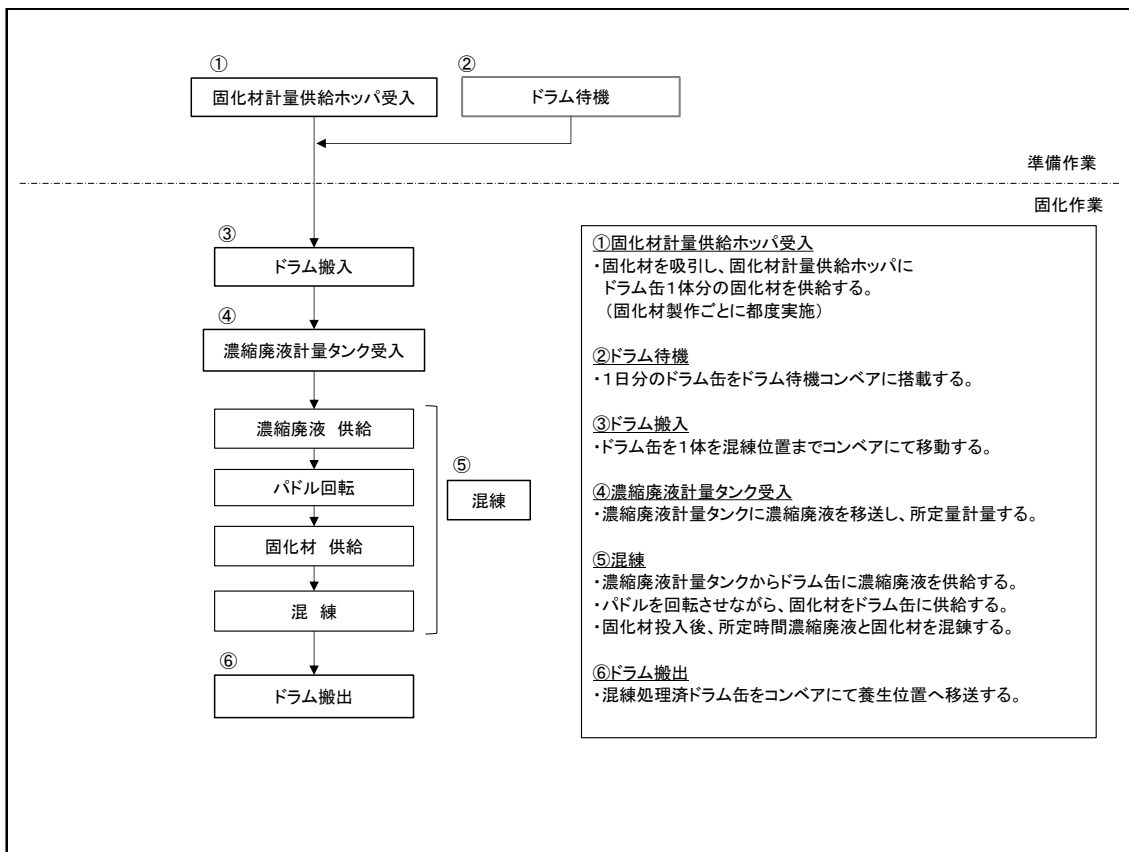 ①
②
固化材計量供給ホッパ受入
ドラム待機
準備作業
固化作業
③
ドラム搬入
④
濃縮廃液計量タンク受入
濃縮廃液 供給
パドル回転
固化材 供給
混 練
⑤
混練
⑥
ドラム搬出
①固化材計量供給ホッパ受入
・固化材を吸引し、固化材計量供給ホッパに
ドラム缶1体分の固化材を供給する。
（固化材製作ごとに都度実施）
②ドラム待機
・1日分のドラム缶をドラム待機コンベアに搭載する。
③ドラム搬入
・ドラム缶を1体を混練位置までコンベアにて移動する。
④濃縮廃液計量タンク受入
・濃縮廃液計量タンクに濃縮廃液を移送し、所定量計量する。
⑤混練
・濃縮廃液計量タンクからドラム缶に濃縮廃液を供給する。
・パドルを回転させながら、固化材をドラム缶に供給する。
・固化材投入後、所定時間濃縮廃液と固化材を混錬する。
⑥ドラム搬出
・混練処理済ドラム缶をコンベアにて養生位置へ移送する。